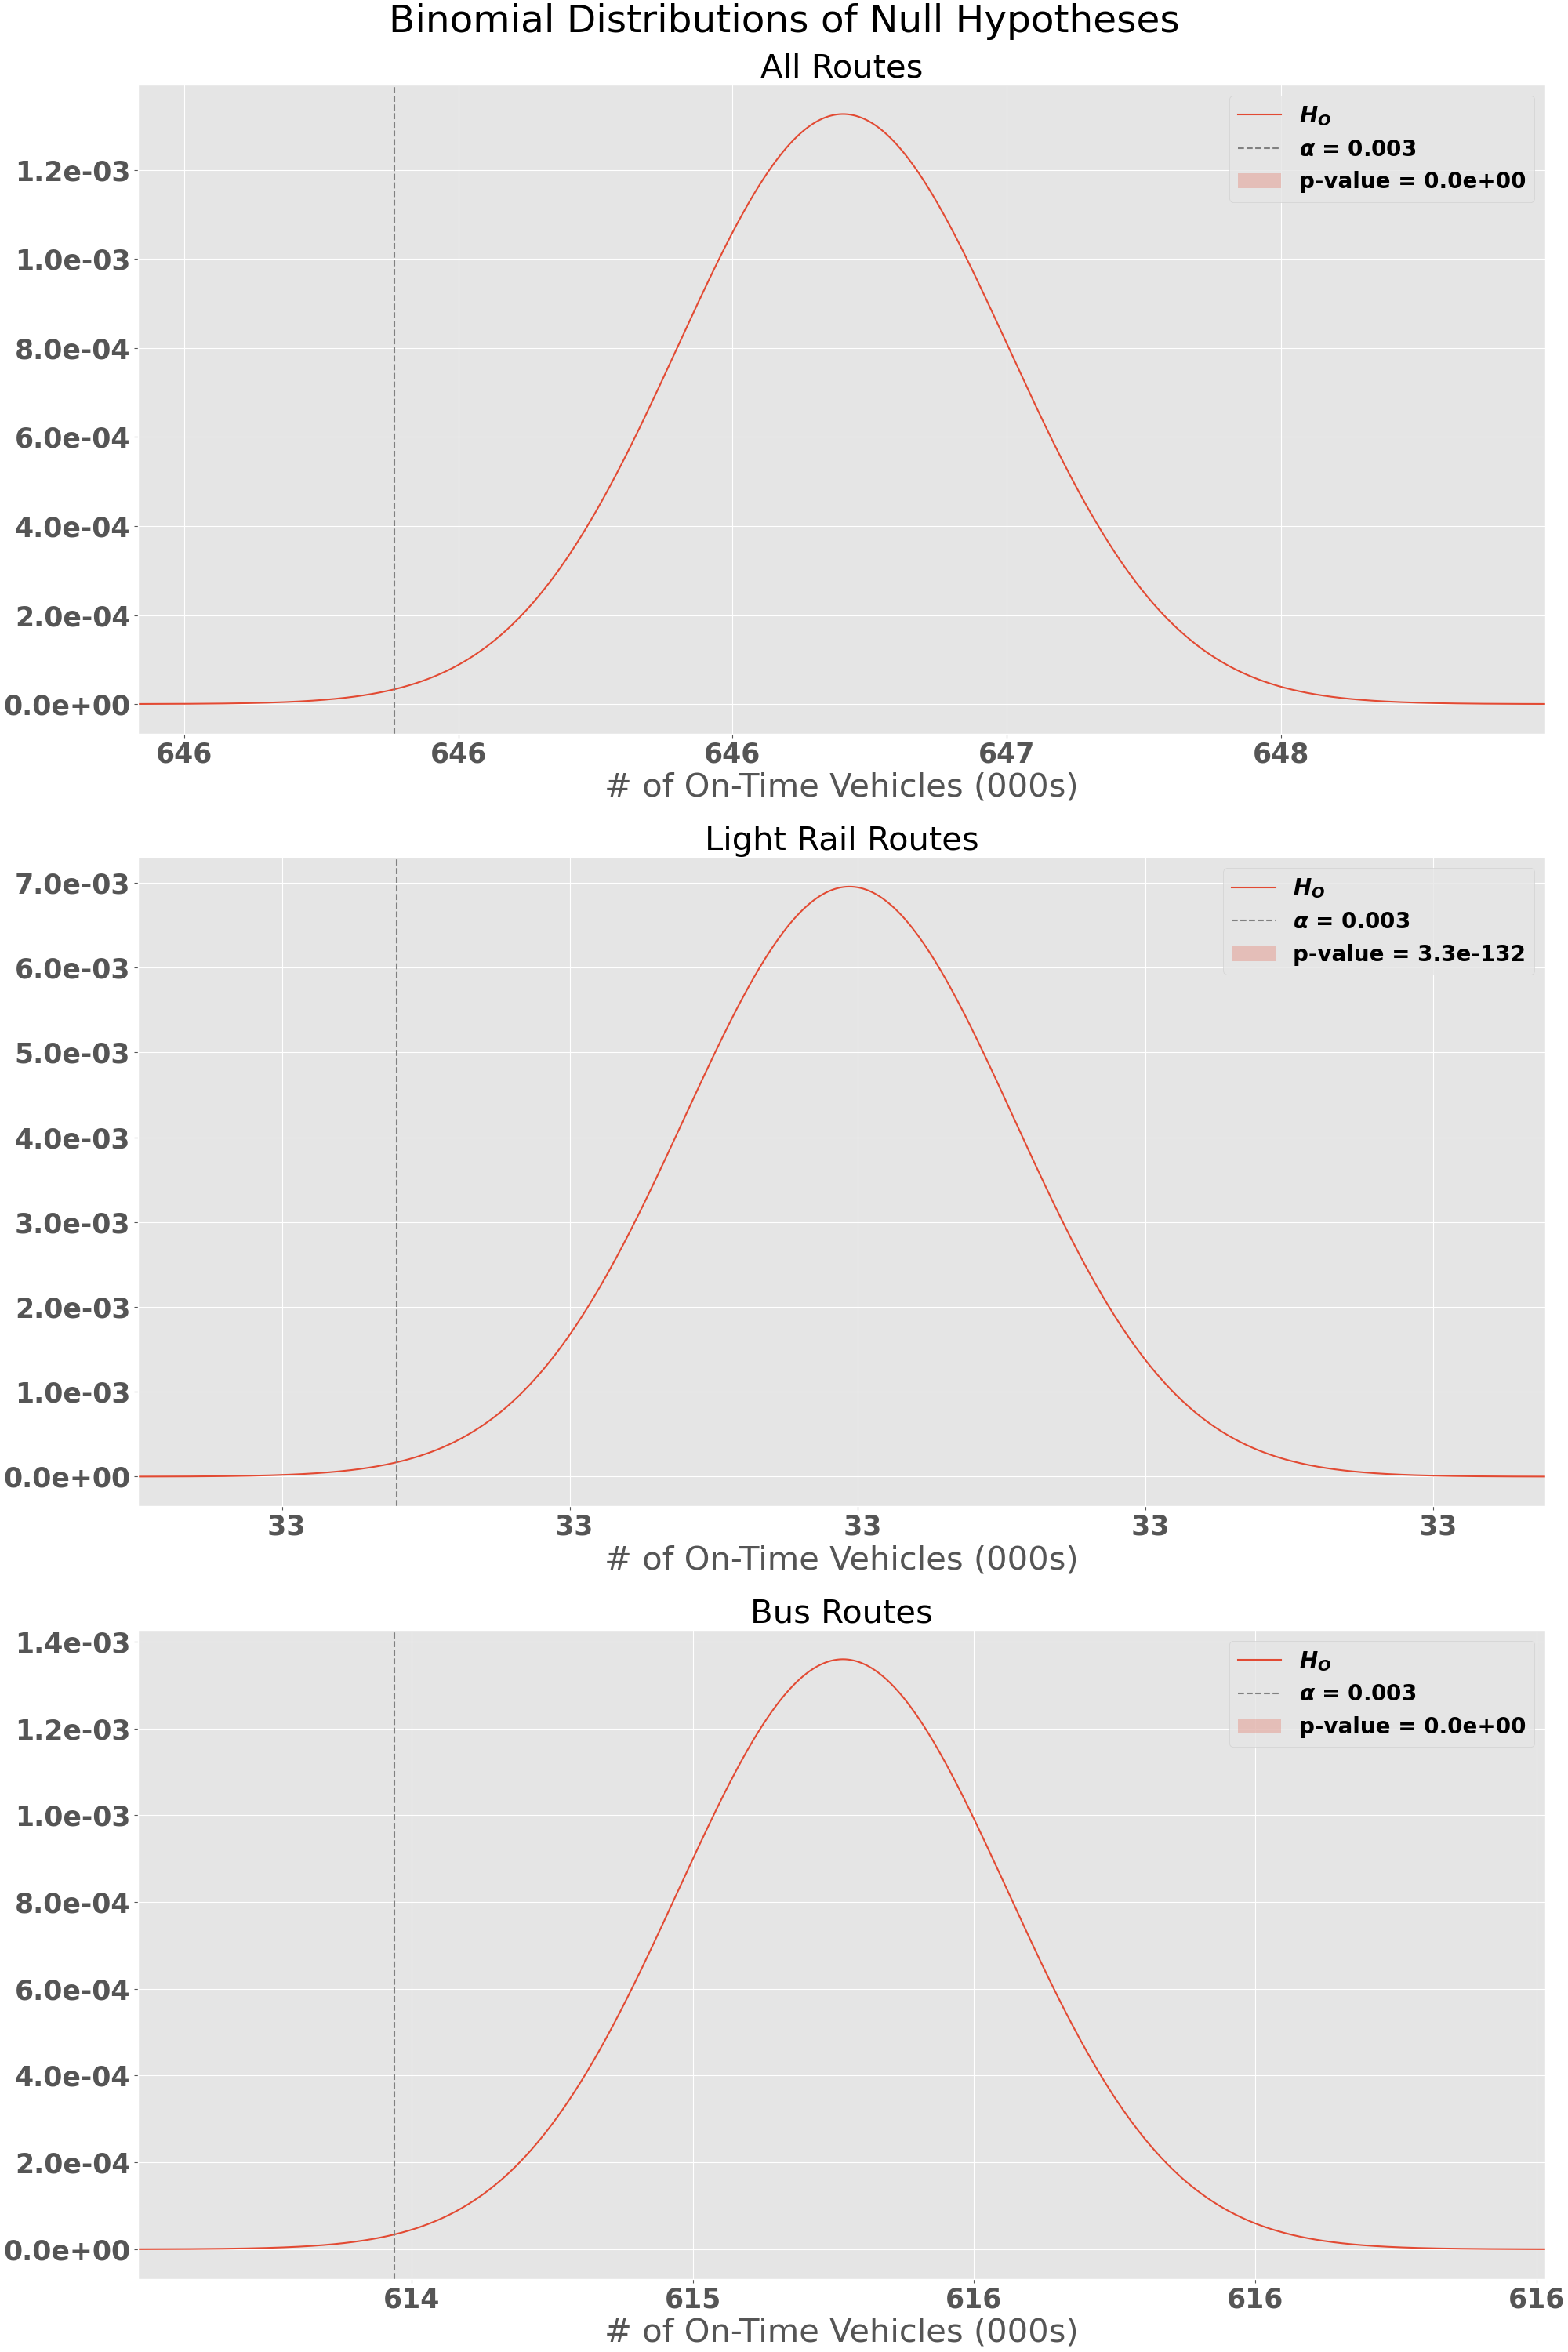 Binomial Distributions of Null Hypotheses
All Routes
H_O
α = 0.003
p-value = 0.0e+00
1.2e-03
1.0e-03
8.0e-04
6.0e-04
4.0e-04
2.0e-04
0.0e+00
646 646 646 647 648
# of On-Time Vehicles (000s)
Light Rail Routes
H_O
α = 0.003
p-value = 3.3e-132
7.0e-03
6.0e-03
5.0e-03
4.0e-03
3.0e-03
2.0e-03
1.0e-03
0.0e+00
33 33 33 33 33
# of On-Time Vehicles (000s)
Bus Routes
H_O
α = 0.003
p-value = 0.0e+00
1.4e-03
1.2e-03
1.0e-03
8.0e-04
6.0e-04
4.0e-04
2.0e-04
0.0e+00
614 615 616 616 616
# of On-Time Vehicles (000s)